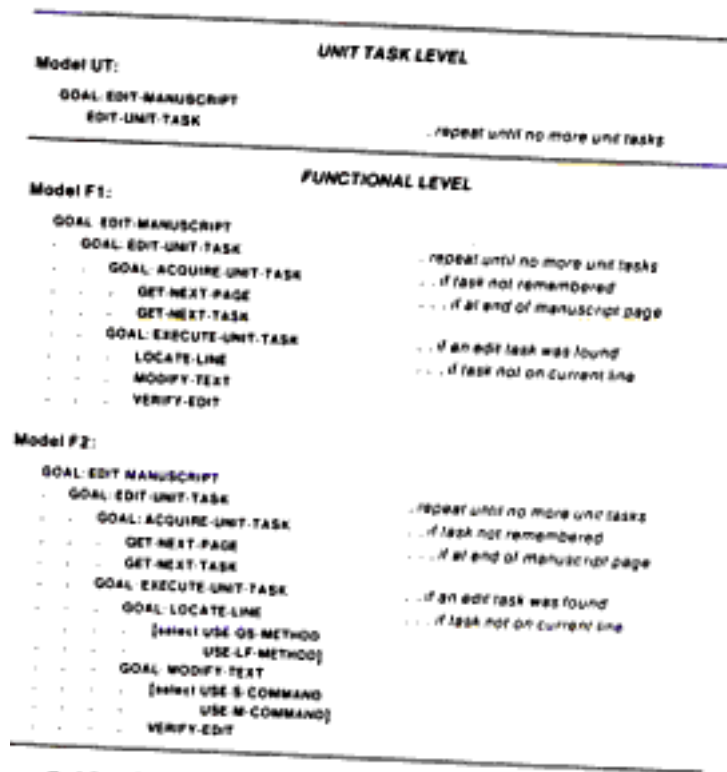 UNIT TASK LEVEL
Model UT:
GOAL: EDIT-MANUSCRIPT
EDIT-UNIT-TASK . repeat until no more unit tasks
FUNCTIONAL LEVEL
Model F1:
GOAL: EDIT-MANUSCRIPT
. GOAL: EDIT-UNIT-TASK . repeat until no more unit tasks
. . GOAL: ACQUIRE-UNIT-TASK . . if task not remembered
. . . GET-NEXT-PAGE . . . if at end of manuscript page
. . . GET-NEXT-TASK
. . GOAL: EXECUTE-UNIT-TASK . . if an edit task was found
. . . LOCATE-LINE . . . if task not on current line
. . . MODIFY-TEXT
. . . VERIFY-EDIT
Model F2:
GOAL: EDIT MANUSCRIPT
. GOAL: EDIT-UNIT-TASK . repeat until no more unit tasks
. . GOAL: ACQUIRE-UNIT-TASK . . if task not remembered
. . . GET-NEXT-PAGE . . . if at end of manuscript page
. . . GET-NEXT-TASK
. . GOAL: EXECUTE-UNIT-TASK . . if an edit task was found
. . . GOAL: LOCATE-LINE . . . if task not on current line
. . . . [select USE-QS-METHOD
. . . . USE-LF-METHOD]
. . . GOAL: MODIFY-TEXT
. . . . [select USE-S-COMMAND
. . . . USE-M-COMMAND]
. . . VERIFY-EDIT